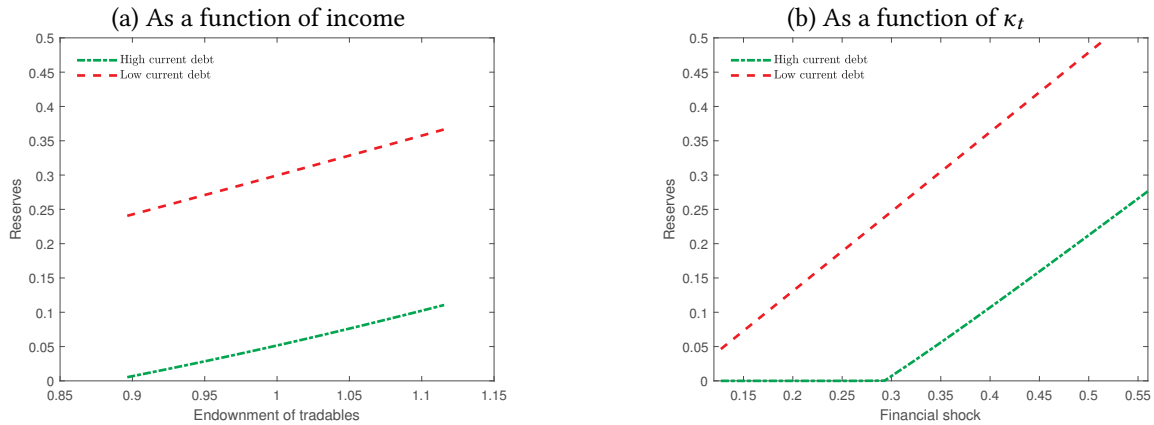 (a) As a function of income
0.5
0.45
0.4
0.35
0.3
0.25
0.2
0.15
0.1
0.05
0
Reserves
High current debt
Low current debt
0.85 0.9 0.95 1 1.05 1.1 1.15
Endownment of tradables
(b) As a function of κt
0.5
0.45
0.4
0.35
0.3
0.25
0.2
0.15
0.1
0.05
0
Reserves
High current debt
Low current debt
0.15 0.2 0.25 0.3 0.35 0.4 0.45 0.5 0.55
Financial shock